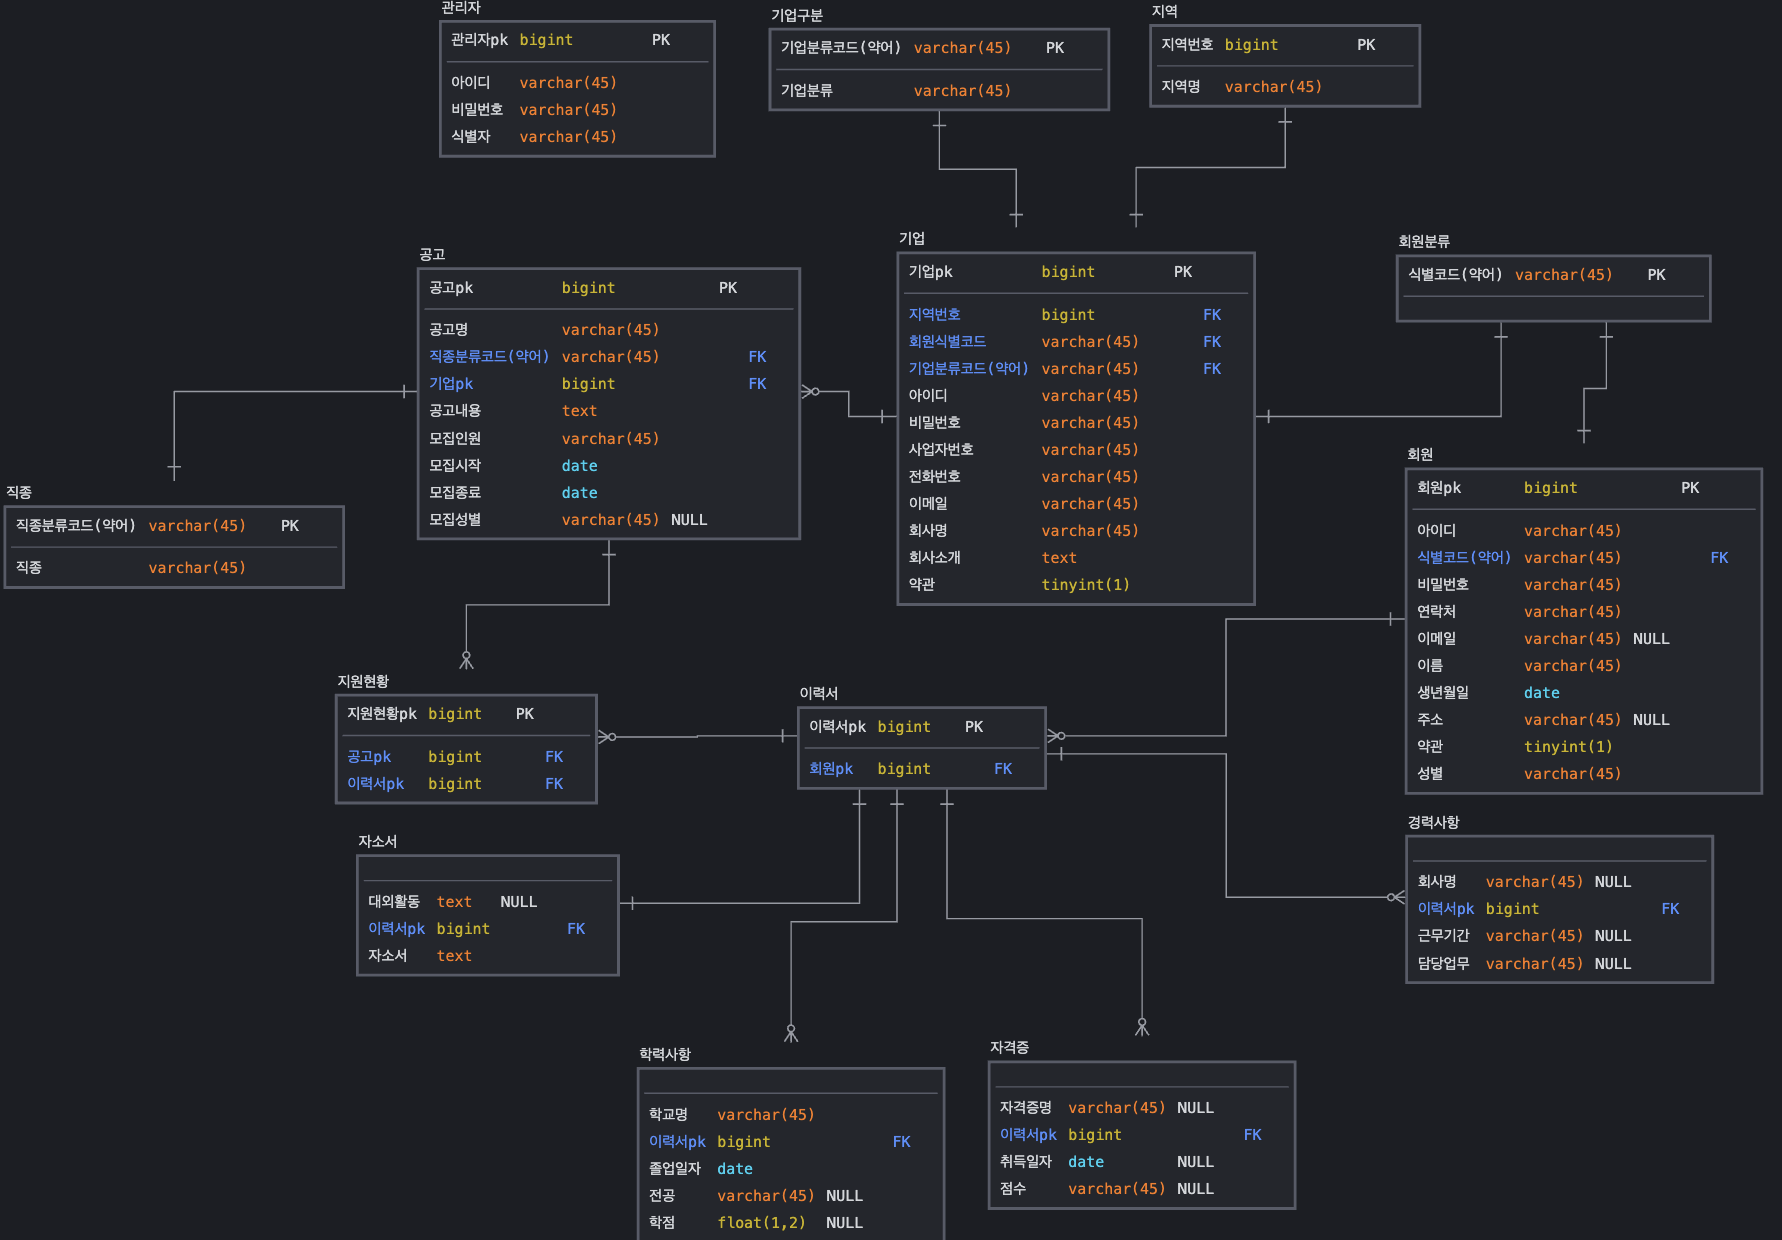 관리자
관리자pk bigint PK
아이디 varchar(45)
비밀번호 varchar(45)
식별자 varchar(45)
기업구분
기업분류코드(약어) varchar(45) PK
기업분류 varchar(45)
지역
지역번호 bigint PK
지역명 varchar(45)
공고
공고pk bigint PK
공고명 varchar(45)
직종분류코드(약어) varchar(45) FK
기업pk bigint FK
공고내용 text
모집인원 varchar(45)
모집시작 date
모집종료 date
모집성별 varchar(45) NULL
기업
기업pk bigint PK
지역번호 bigint FK
회원식별코드 varchar(45) FK
기업분류코드(약어) varchar(45) FK
아이디 varchar(45)
비밀번호 varchar(45)
사업자번호 varchar(45)
전화번호 varchar(45)
이메일 varchar(45)
회사명 varchar(45)
회사소개 text
약관 tinyint(1)
회원분류
식별코드(약어) varchar(45) PK
직종
직종분류코드(약어) varchar(45) PK
직종 varchar(45)
회원
회원pk bigint PK
아이디 varchar(45)
식별코드(약어) varchar(45) FK
비밀번호 varchar(45)
연락처 varchar(45)
이메일 varchar(45) NULL
이름 varchar(45)
생년월일 date
주소 varchar(45) NULL
약관 tinyint(1)
성별 varchar(45)
지원현황
지원현황pk bigint PK
공고pk bigint FK
이력서pk bigint FK
이력서
이력서pk bigint PK
회원pk bigint FK
자소서
대외활동 text NULL
이력서pk bigint FK
자소서 text
경력사항
회사명 varchar(45) NULL
이력서pk bigint FK
근무기간 varchar(45) NULL
담당업무 varchar(45) NULL
학력사항
학교명 varchar(45)
이력서pk bigint FK
졸업일자 date
전공 varchar(45) NULL
학점 float(1,2) NULL
자격증
자격증명 varchar(45) NULL
이력서pk bigint FK
취득일자 date NULL
점수 varchar(45) NULL